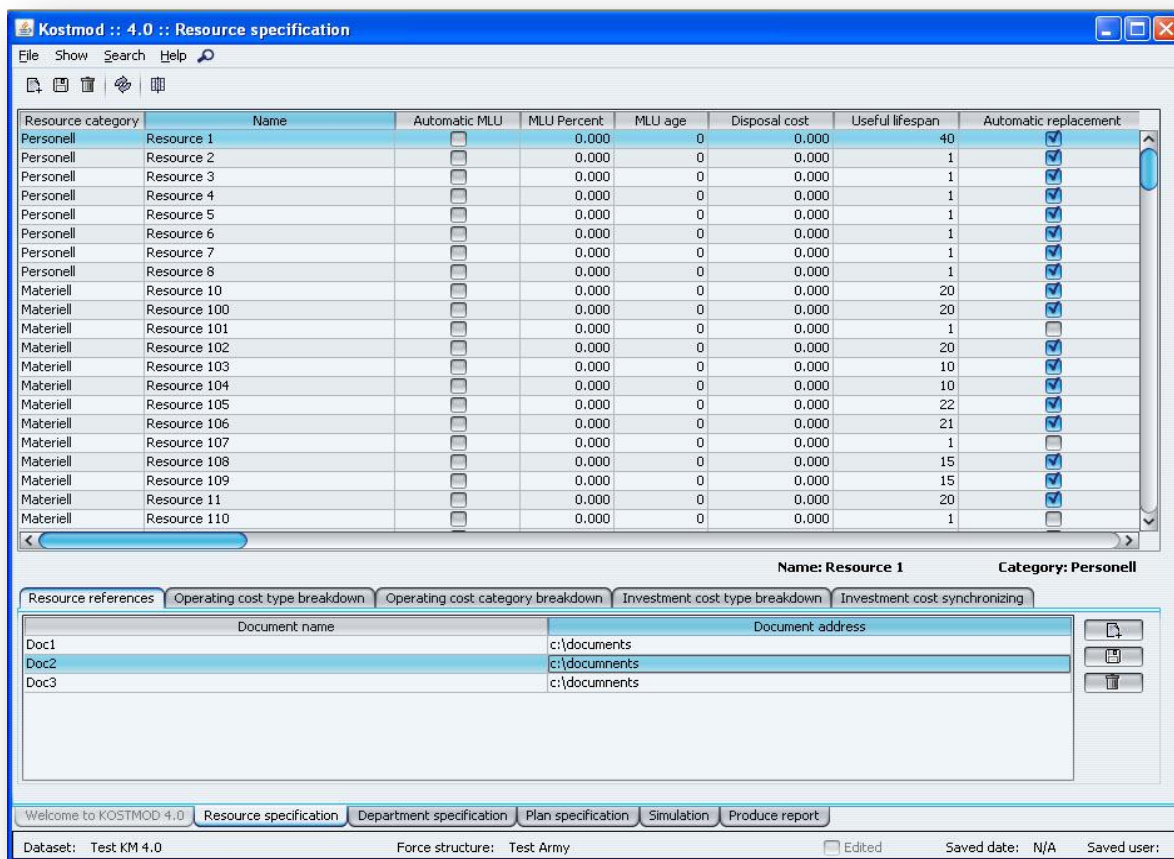 Kostmod :: 4.0 :: Resource specification
File Show Search Help
Resource category Name Automatic MLU MLU Percent MLU age Disposal cost Useful lifespan Automatic replacement
Personell Resource 1 0.000 0 0.000 40
Personell Resource 2 0.000 0 0.000 1
Personell Resource 3 0.000 0 0.000 1
Personell Resource 4 0.000 0 0.000 1
Personell Resource 5 0.000 0 0.000 1
Personell Resource 6 0.000 0 0.000 1
Personell Resource 7 0.000 0 0.000 1
Personell Resource 8 0.000 0 0.000 1
Materiell Resource 10 0.000 0 0.000 20
Materiell Resource 100 0.000 0 0.000 20
Materiell Resource 101 0.000 0 0.000 1
Materiell Resource 102 0.000 0 0.000 20
Materiell Resource 103 0.000 0 0.000 10
Materiell Resource 104 0.000 0 0.000 10
Materiell Resource 105 0.000 0 0.000 22
Materiell Resource 106 0.000 0 0.000 21
Materiell Resource 107 0.000 0 0.000 1
Materiell Resource 108 0.000 0 0.000 15
Materiell Resource 109 0.000 0 0.000 15
Materiell Resource 11 0.000 0 0.000 20
Materiell Resource 110 0.000 0 0.000 1
Name: Resource 1 Category: Personell
Resource references Operating cost type breakdown Operating cost category breakdown Investment cost type breakdown Investment cost synchronizing
Document name Document address
Doc1 c:\documents
Doc2 c:\documnents
Doc3 c:\documnents
Welcome to KOSTMOD 4.0 Resource specification Department specification Plan specification Simulation Produce report
Dataset: Test KM 4.0 Force structure: Test Army Edited Saved date: N/A Saved user: